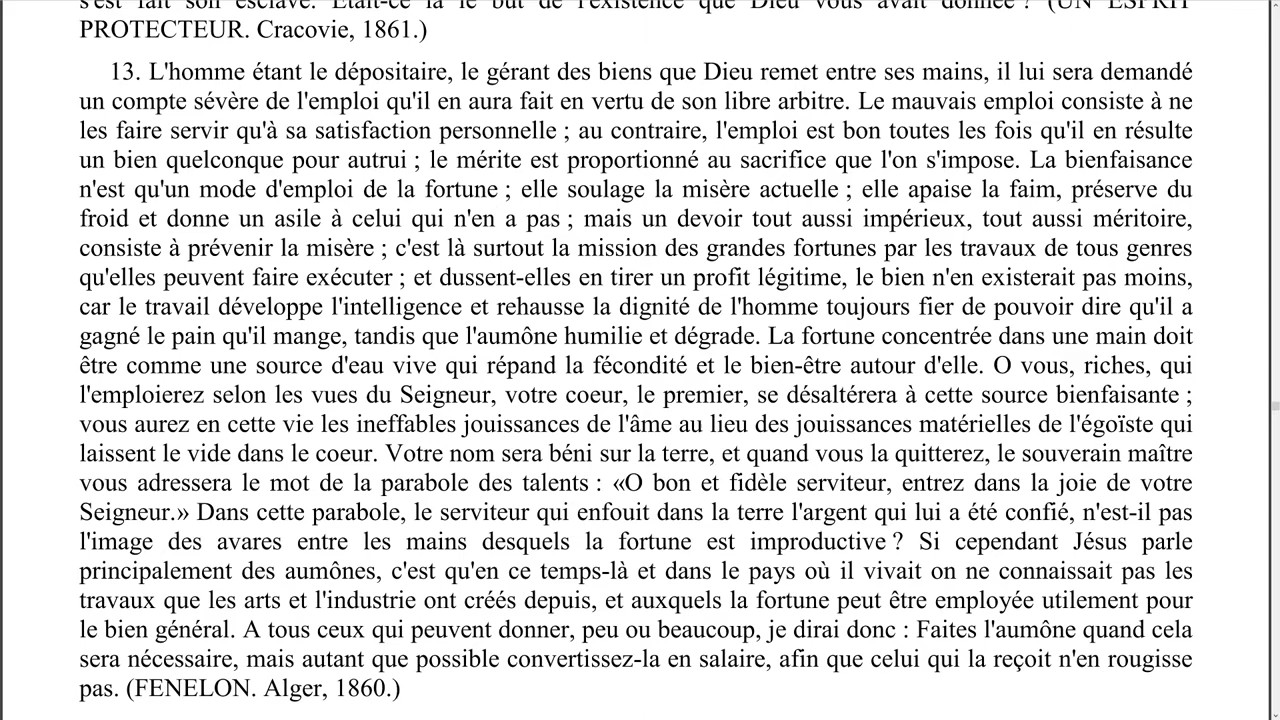 s'est fait son esclave. Etait-ce là le but de l'existence que Dieu vous avait donnée ? (UN ESPRIT
PROTECTEUR. Cracovie, 1861.)
13. L'homme étant le dépositaire, le gérant des biens que Dieu remet entre ses mains, il lui sera demandé
un compte sévère de l'emploi qu'il en aura fait en vertu de son libre arbitre. Le mauvais emploi consiste à ne
les faire servir qu'à sa satisfaction personnelle ; au contraire, l'emploi est bon toutes les fois qu'il en résulte
un bien quelconque pour autrui ; le mérite est proportionné au sacrifice que l'on s'impose. La bienfaisance
n'est qu'un mode d'emploi de la fortune ; elle soulage la misère actuelle ; elle apaise la faim, préserve du
froid et donne un asile à celui qui n'en a pas ; mais un devoir tout aussi impérieux, tout aussi méritoire,
consiste à prévenir la misère ; c'est là surtout la mission des grandes fortunes par les travaux de tous genres
qu'elles peuvent faire exécuter ; et dussent-elles en tirer un profit légitime, le bien n'en existerait pas moins,
car le travail développe l'intelligence et rehausse la dignité de l'homme toujours fier de pouvoir dire qu'il a
gagné le pain qu'il mange, tandis que l'aumône humilie et dégrade. La fortune concentrée dans une main doit
être comme une source d'eau vive qui répand la fécondité et le bien-être autour d'elle. O vous, riches, qui
l'emploierez selon les vues du Seigneur, votre coeur, le premier, se désaltérera à cette source bienfaisante ;
vous aurez en cette vie les ineffables jouissances de l'âme au lieu des jouissances matérielles de l'égoïste qui
laissent le vide dans le coeur. Votre nom sera béni sur la terre, et quand vous la quitterez, le souverain maître
vous adressera le mot de la parabole des talents : «O bon et fidèle serviteur, entrez dans la joie de votre
Seigneur.» Dans cette parabole, le serviteur qui enfouit dans la terre l'argent qui lui a été confié, n'est-il pas
l'image des avares entre les mains desquels la fortune est improductive ? Si cependant Jésus parle
principalement des aumônes, c'est qu'en ce temps-là et dans le pays où il vivait on ne connaissait pas les
travaux que les arts et l'industrie ont créés depuis, et auxquels la fortune peut être employée utilement pour
le bien général. A tous ceux qui peuvent donner, peu ou beaucoup, je dirai donc : Faites l'aumône quand cela
sera nécessaire, mais autant que possible convertissez-la en salaire, afin que celui qui la reçoit n'en rougisse
pas. (FENELON. Alger, 1860.)